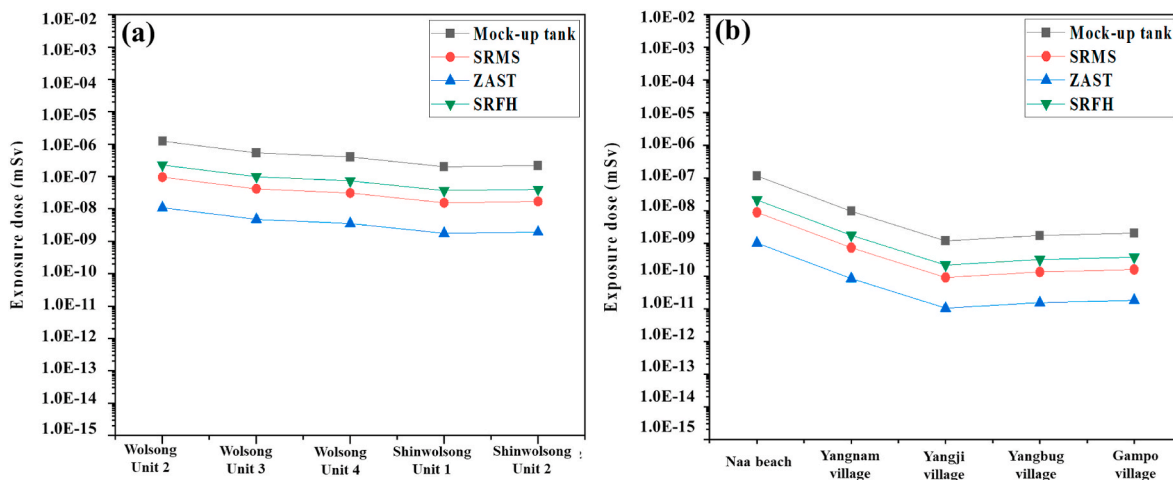 (a)
Mock-up tank
SRMS
ZAST
SRFH
Exnosure dose (mSv)
1.0E-02
1.0E-03
1.0E-04
1.0E-05
1.0E-06
1.0E-07
1.0E-08
1.0E-09
1.0E-10
1.0E-11
1.0E-12
1.0E-13
1.0E-14
1.0E-15
Wolsong Wolsong Wolsong Shinwolsong Shinwolsong
Unit 2 Unit 3 Unit 4 Unit 1 Unit 2
(b)
Mock-up tank
SRMS
ZAST
SRFH
Exposure dose (mSv)
1.0E-02
1.0E-03
1.0E-04
1.0E-05
1.0E-06
1.0E-07
1.0E-08
1.0E-09
1.0E-10
1.0E-11
1.0E-12
1.0E-13
1.0E-14
1.0E-15
Naa beach Yangnam Yangji Yangbug Gampo
village village village village